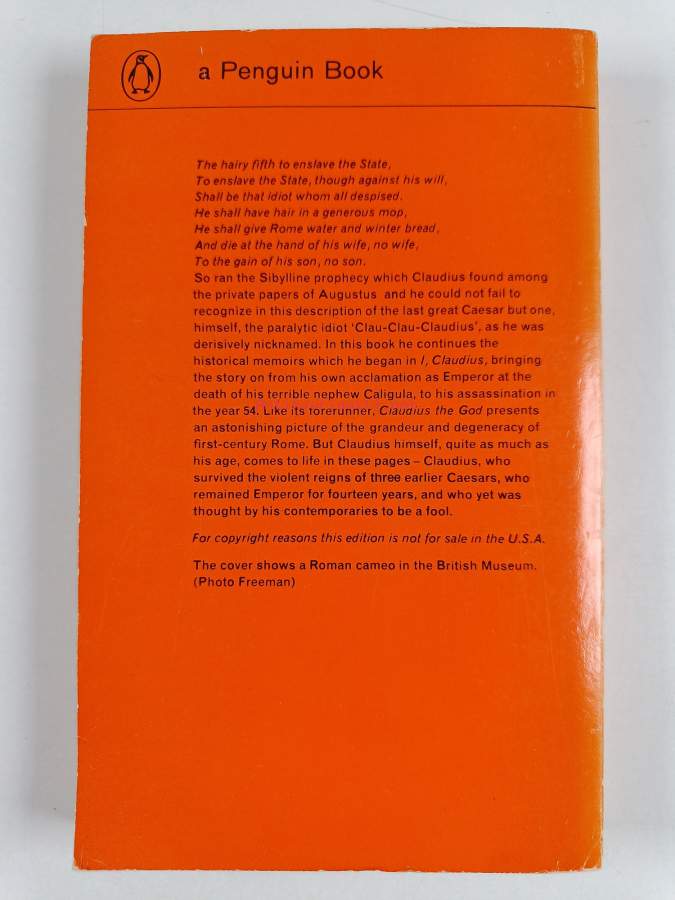 a Penguin Book
The hairy fifth to enslave the State,
To enslave the State, though against his will,
Shall be that idiot whom all despised.
He shall have hair in a generous mop,
He shall give Rome water and winter bread,
And die at the hand of his wife, no wife,
To the gain of his son, no son.
So ran the Sibylline prophecy which Claudius found among
the private papers of Augustus and he could not fail to
recognize in this description of the last great Caesar but one,
himself, the paralytic idiot ‘Clau-Clau-Claudius’, as he was
derisively nicknamed. In this book he continues the
historical memoirs which he began in I, Claudius, bringing
the story on from his own acclamation as Emperor at the
death of his terrible nephew Caligula, to his assassination in
the year 54. Like its forerunner, Claudius the God presents
an astonishing picture of the grandeur and degeneracy of
first-century Rome. But Claudius himself, quite as much as
his age, comes to life in these pages – Claudius, who
survived the violent reigns of three earlier Caesars, who
remained Emperor for fourteen years, and who yet was
thought by his contemporaries to be a fool.
For copyright reasons this edition is not for sale in the U.S.A.
The cover shows a Roman cameo in the British Museum.
(Photo Freeman)